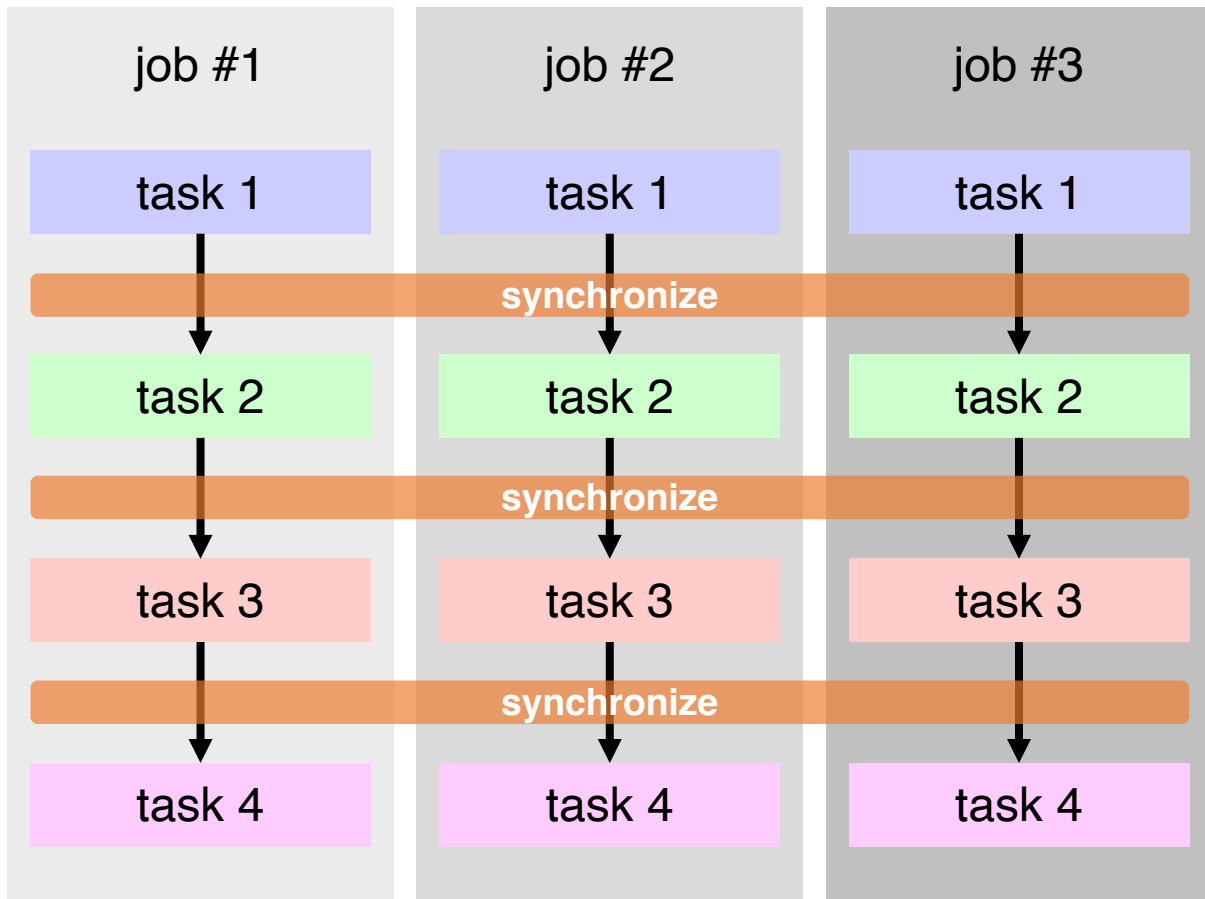 job #1
job #2
job #3
task 1
task 1
task 1
synchronize
task 2
task 2
task 2
synchronize
task 3
task 3
task 3
synchronize
task 4
task 4
task 4